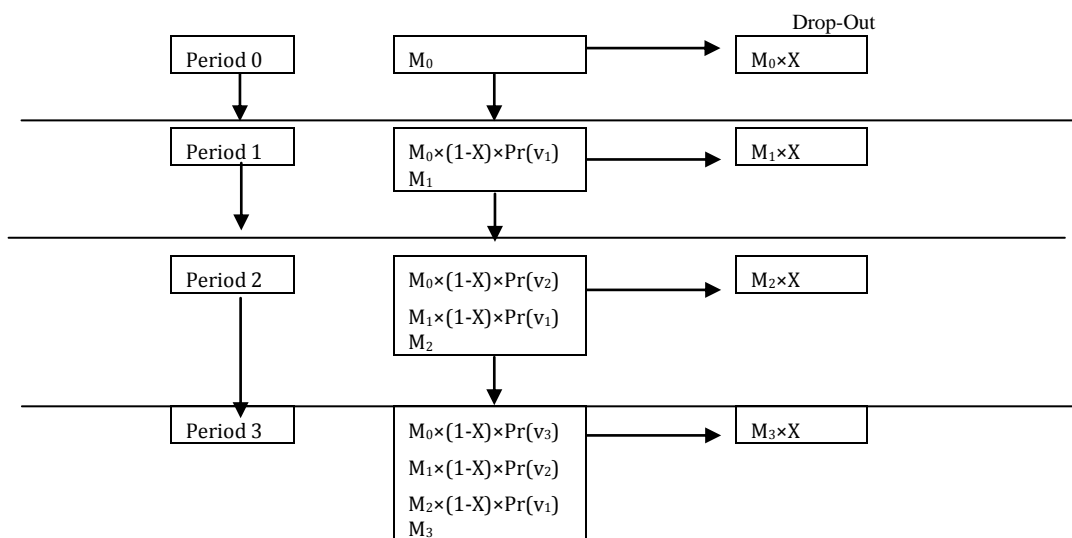 Drop-Out
Period 0
M₀
M₀×X
Period 1
M₀×(1-X)×Pr(v₁)
M₁
M₁×X
Period 2
M₀×(1-X)×Pr(v₂)
M₁×(1-X)×Pr(v₁)
M₂
M₂×X
Period 3
M₀×(1-X)×Pr(v₃)
M₁×(1-X)×Pr(v₂)
M₂×(1-X)×Pr(v₁)
M₃
M₃×X